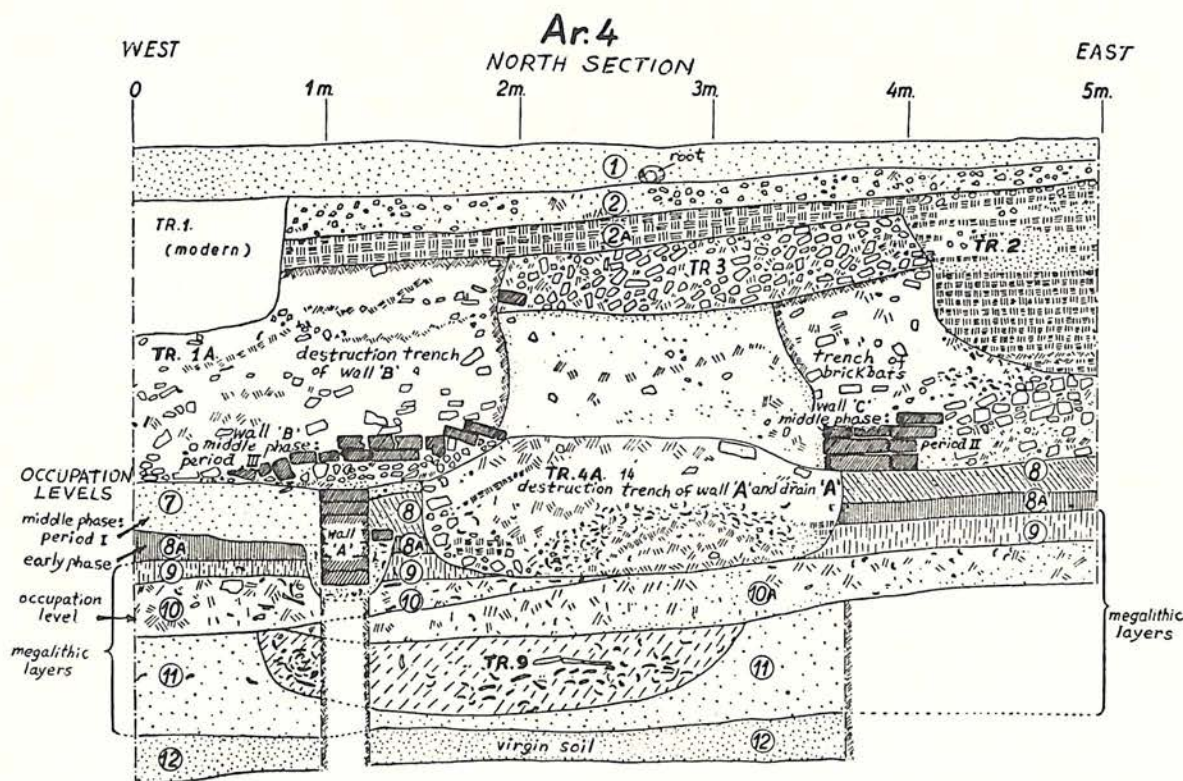 Ar. 4
NORTH SECTION
WEST
EAST
0 1m. 2m. 3m. 4m. 5m.
1
root
2
2A
TR.1.
(modern)
TR 3
TR 2
TR. 1A
destruction trench
of wall 'B'
trench
brickbats
wall 'B'
middle phase:
period III
wall 'C'
middle phase:
period II
OCCUPATION
LEVELS
7
middle phase:
period I
early phase
8A
9
occupation
level
10
megalithic
layers
11
12
wall
'A'
8
8A
9
10
TR.4A. 14
destruction trench of wall 'A' and drain 'A'
8
8A
9
10A
TR.9
11
megalithic
layers
virgin soil
12